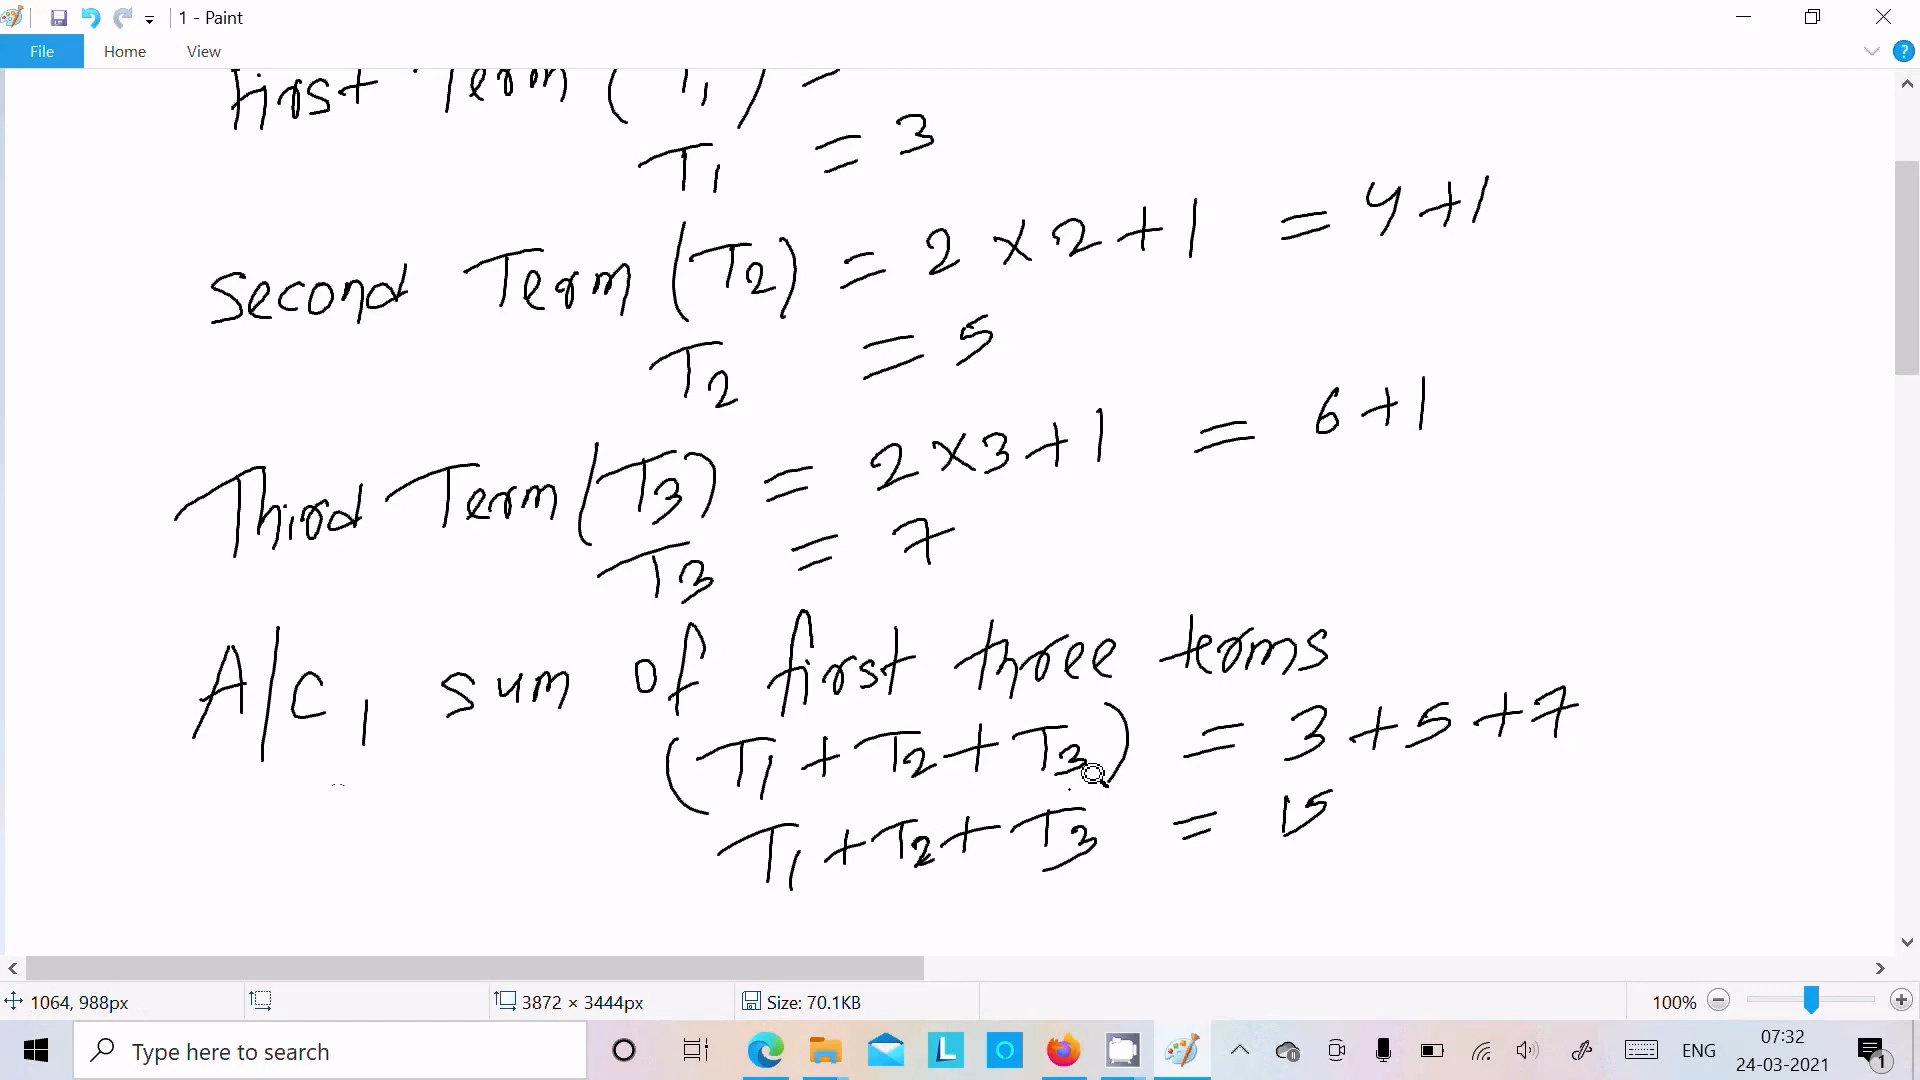 1 - Paint
File Home View
First Term (T1) =
T1 = 3
Second Term (T2) = 2 × 2 + 1 = 4 + 1
T2 = 5
Third Term (T3) = 2 × 3 + 1 = 6 + 1
T3 = 7
A/C, sum of first three terms
(T1 + T2 + T3) = 3 + 5 + 7
T1 + T2 + T3 = 15
1064, 988px 3872 × 3444px Size: 70.1KB 100%
Type here to search ENG 07:32
24-03-2021 1